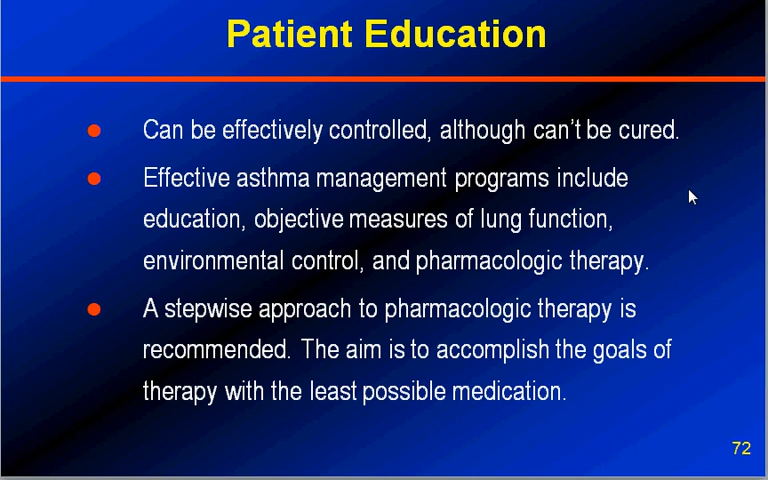 Patient Education
Can be effectively controlled, although can't be cured.
Effective asthma management programs include
education, objective measures of lung function,
environmental control, and pharmacologic therapy.
A stepwise approach to pharmacologic therapy is
recommended. The aim is to accomplish the goals of
therapy with the least possible medication.
72